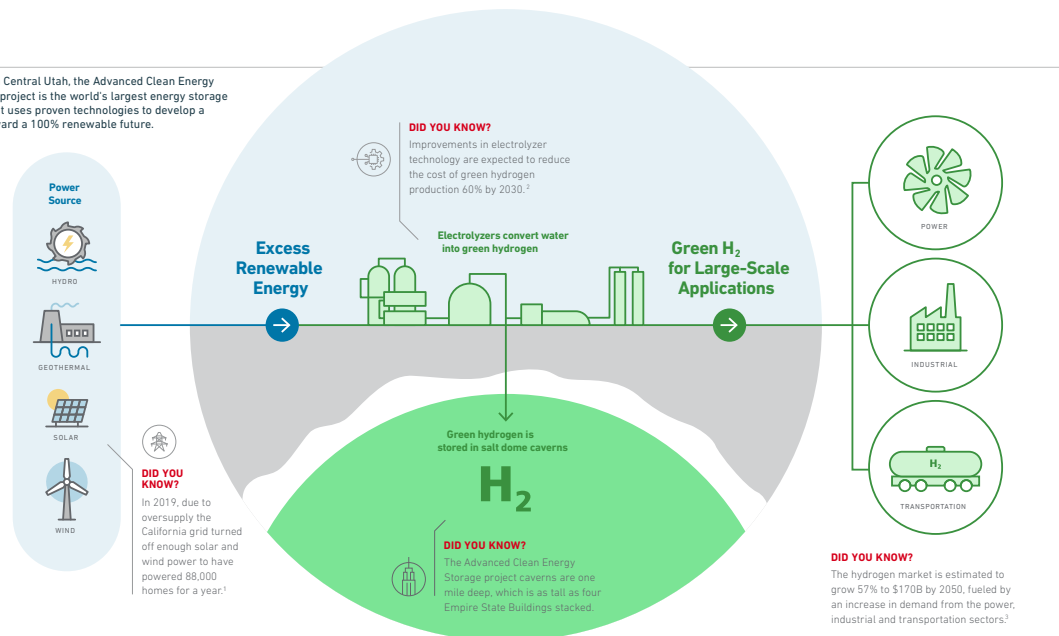 Central Utah, the Advanced Clean Energy
project is the world's largest energy storage
t uses proven technologies to develop a
ward a 100% renewable future.
Power
Source
HYDRO
GEOTHERMAL
SOLAR
WIND
DID YOU
KNOW?
In 2019, due to
oversupply the
California grid turned
off enough solar and
wind power to have
powered 88,000
homes for a year.¹
Excess
Renewable
Energy
DID YOU KNOW?
Improvements in electrolyzer
technology are expected to reduce
the cost of green hydrogen
production 60% by 2030.²
Electrolyzers convert water
into green hydrogen
Green hydrogen is
stored in salt dome caverns
H₂
DID YOU KNOW?
The Advanced Clean Energy
Storage project caverns are one
mile deep, which is as tall as four
Empire State Buildings stacked.
Green H₂
for Large-Scale
Applications
POWER
INDUSTRIAL
H₂
TRANSPORTATION
DID YOU KNOW?
The hydrogen market is estimated to
grow 57% to $170B by 2050, fueled by
an increase in demand from the power,
industrial and transportation sectors.³